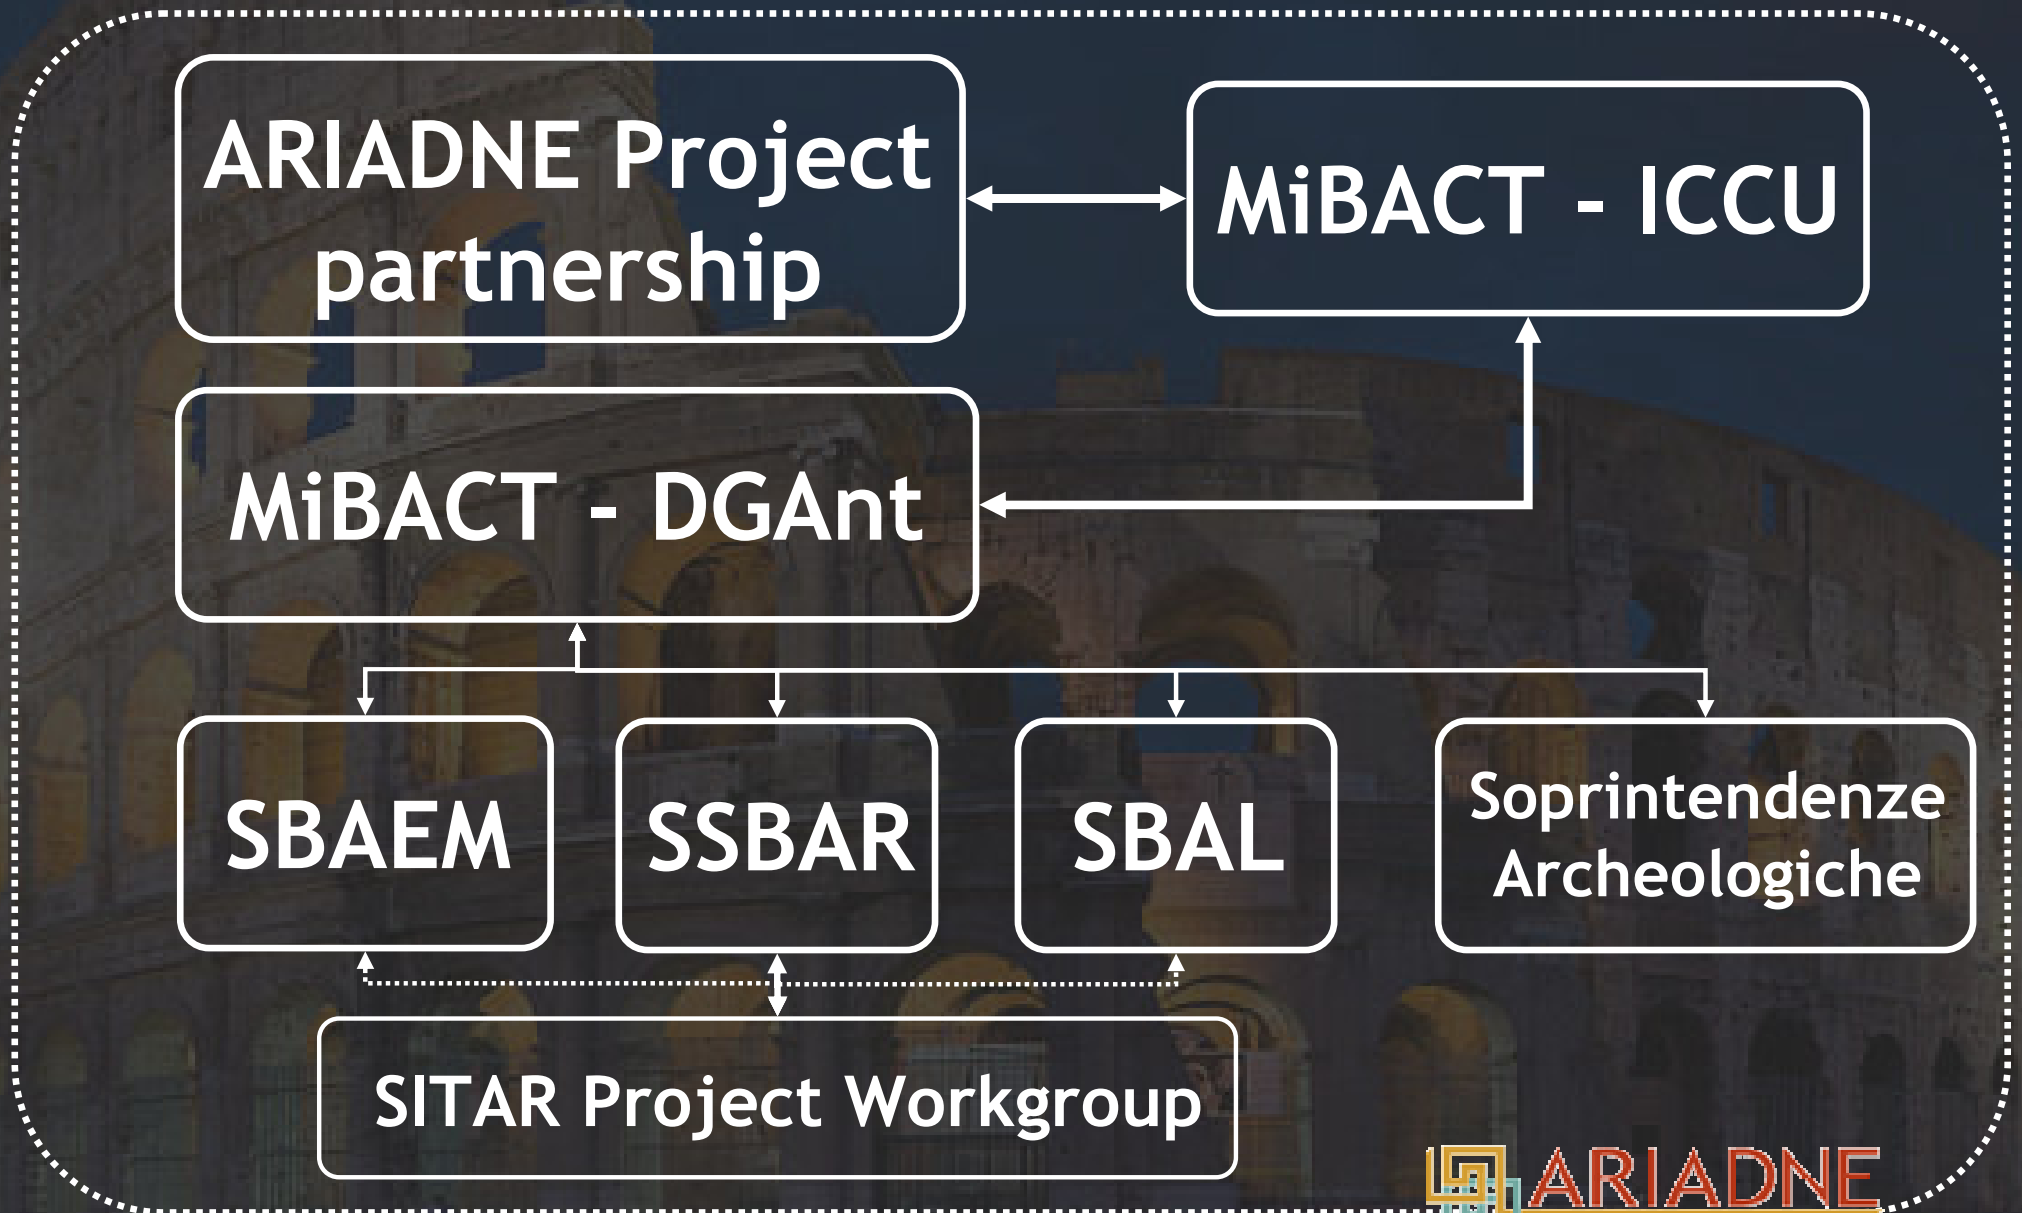 ARIADNE Project
partnership
MiBACT - ICCU
MiBACT - DGAnt
SBAEM
SSBAR
SBAL
Soprintendenze
Archeologiche
SITAR Project Workgroup
ARIADNE